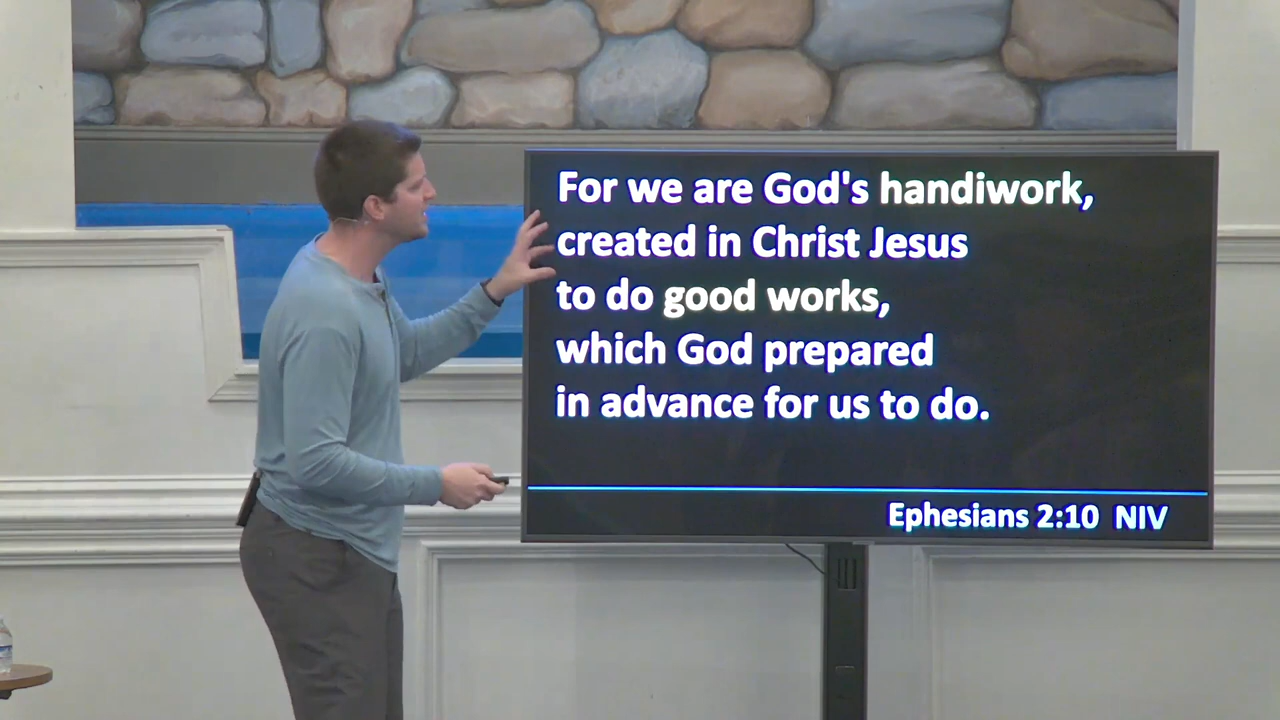 For we are God's handiwork,
created in Christ Jesus
to do good works,
which God prepared
in advance for us to do.
Ephesians 2:10 NIV